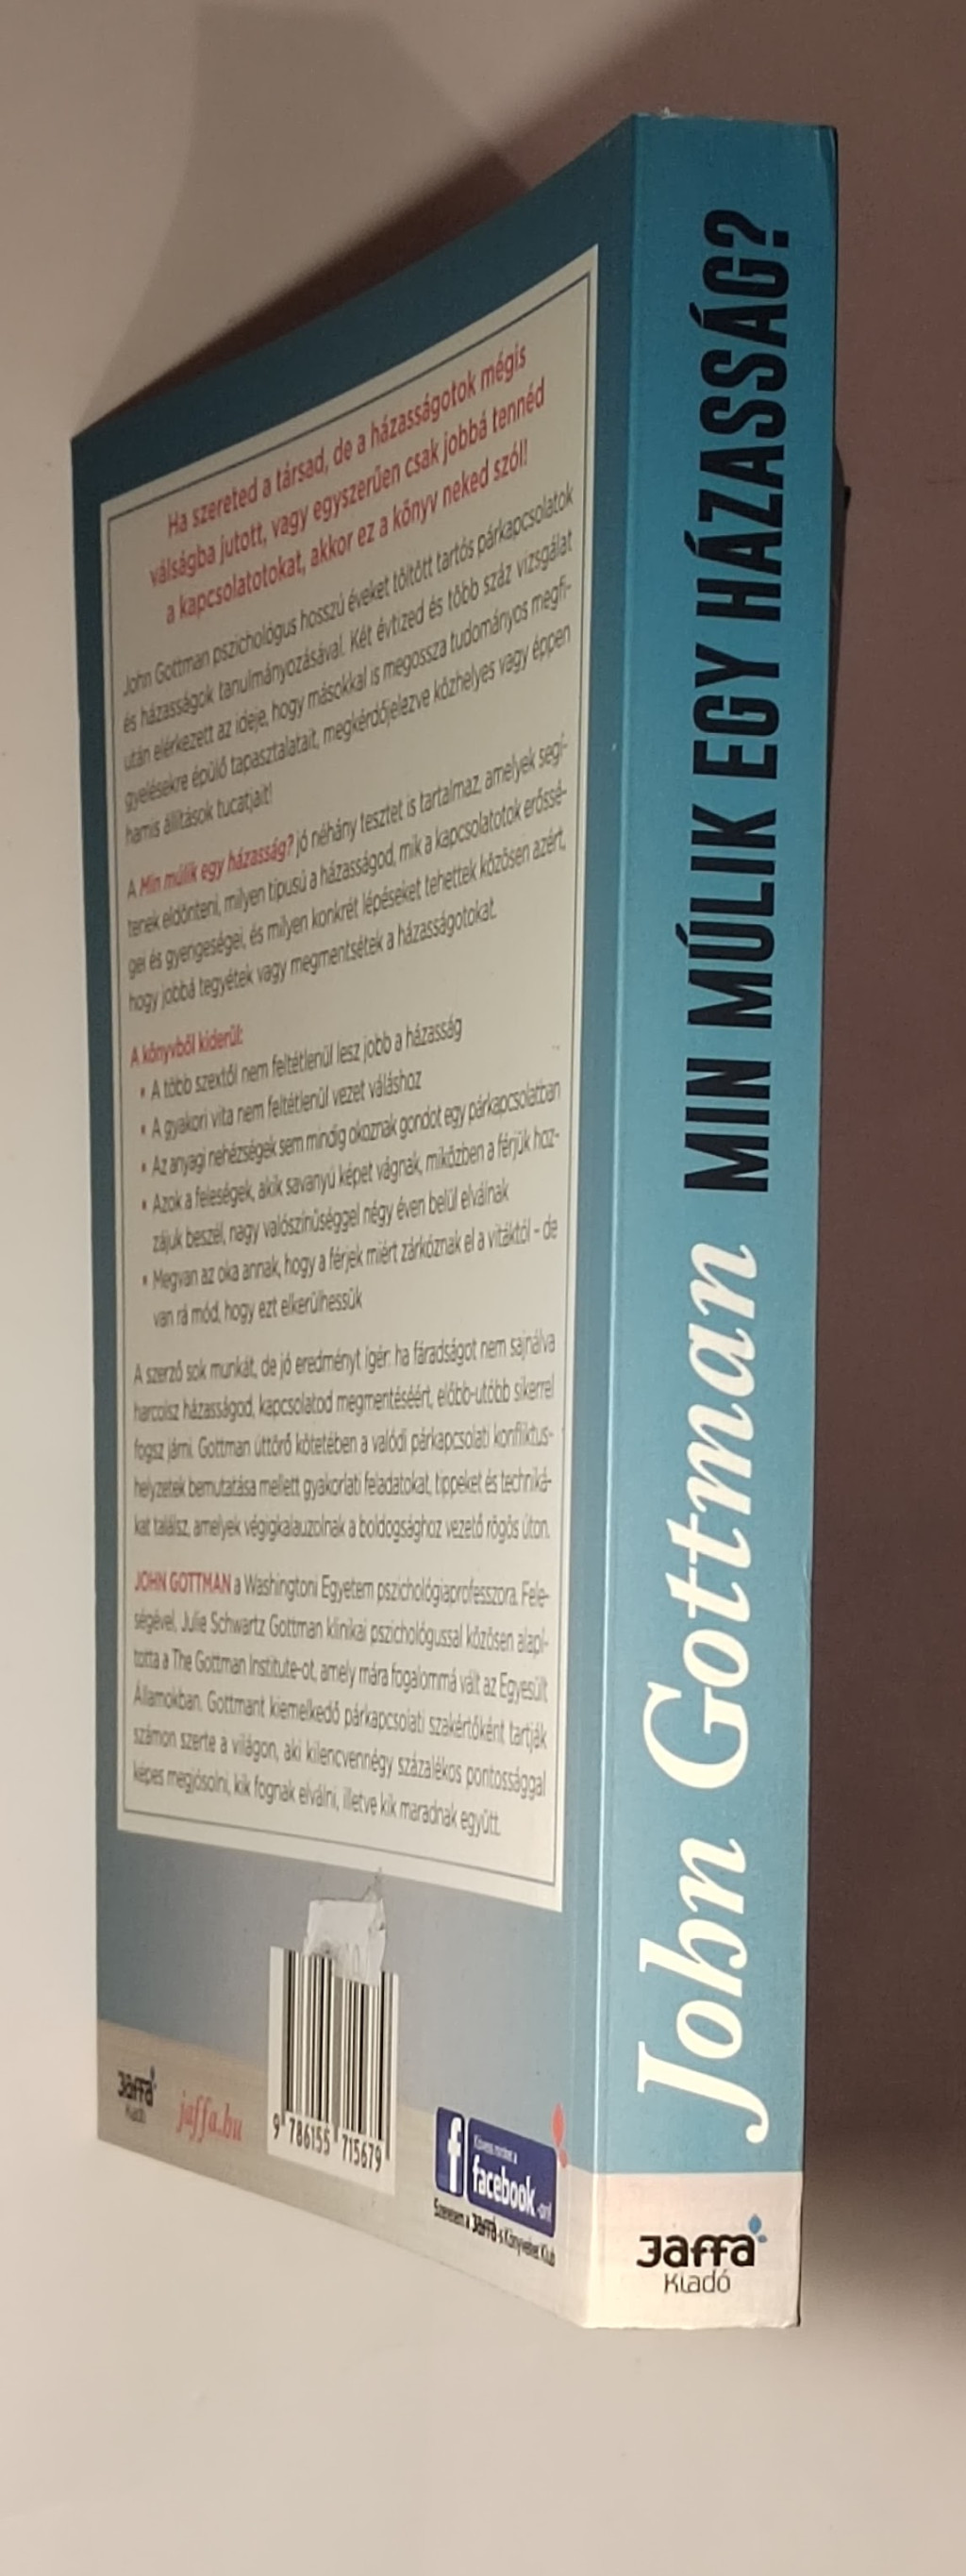 Ha szereted a társad, de a házasságotok mégis
válságba jutott, vagy egyszerűen csak jobbá tennéd
a kapcsolatotokat, akkor ez a könyv neked szól!
John Gottman pszichológus hosszú éveket töltött tartós párkapcsolatok
és házasságok tanulmányozásával. Két évtized és több száz vizsgálat
után elérkezett az ideje, hogy másokkal is megossza tudományos megfi-
gyelésekre épülő tapasztalatait, megkérdőjelezve közhelyes vagy éppen
hamis állítások tucatjait!
A Min múlik egy házasság? jó néhány tesztet is tartalmaz, amelyek segí-
tenek eldönteni, milyen típusú a házasságod, mik a kapcsolatotok erőssé-
gei és gyengeségei, és milyen konkrét lépéseket tehettek közösen azért,
hogy jobbá tegyétek vagy megmentsétek a házasságotokat.
A könyvből kiderül:
• A több szextől nem feltétlenül lesz jobb a házasság
• A gyakori vita nem feltétlenül vezet váláshoz
• Az anyagi nehézségek sem mindig okoznak gondot egy párkapcsolatban
• Azok a feleségek, akik savanyú képet vágnak, miközben a férjük hoz-
zájuk beszél, nagy valószínűséggel négy éven belül elválnak
• Megvan az oka annak, hogy a férjek miért zárkóznak el a vitáktól – de
van rá mód, hogy ezt elkerülhessük
A szerző sok munkát, de jó eredményt ígér: ha fáradságot nem sajnálva
harcolsz házasságod, kapcsolatod megmentéséért, előbb-utóbb sikerrel
fogsz járni. Gottman úttörő kötetében a valódi párkapcsolati konfliktus-
helyzetek bemutatása mellett gyakorlati feladatokat, tippeket és techniká-
kat találsz, amelyek végigkalauzolnak a boldogsághoz vezető rögös úton.
JOHN GOTTMAN a Washingtoni Egyetem pszichológiaprofesszora. Fele-
ségével, Julie Schwartz Gottman klinikai pszichológussal közösen alapí-
totta a The Gottman Institute-ot, amely mára fogalommá vált az Egyesült
Államokban. Gottmant kiemelkedő párkapcsolati szakértőként tartják
számon szerte a világon, aki kilencvennégy százalékos pontossággal
képes megjósolni, kik fognak elválni, illetve kik maradnak együtt.
Jaffa
Kiadó
jaffa.hu
9 786155 715679
Kövess minket a
facebook-on!
Szeretem a Jaffá-s Könyveket Klub
John Gottman MIN MÚLIK EGY HÁZASSÁG?
Jaffa
Kiadó